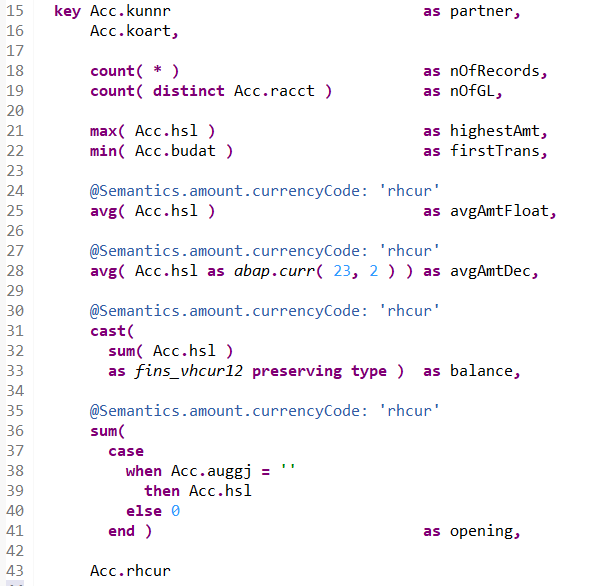 15 key Acc.kunnr as partner,
16 Acc.koart,
17
18 count( * ) as nOfRecords,
19 count( distinct Acc.racct ) as nOfGL,
20
21 max( Acc.hsl ) as highestAmt,
22 min( Acc.budat ) as firstTrans,
23
24 @Semantics.amount.currencyCode: 'rhcur'
25 avg( Acc.hsl ) as avgAmtFloat,
26
27 @Semantics.amount.currencyCode: 'rhcur'
28 avg( Acc.hsl as abap.curr( 23, 2 ) ) as avgAmtDec,
29
30 @Semantics.amount.currencyCode: 'rhcur'
31 cast(
32 sum( Acc.hsl )
33 as fins_vhcur12 preserving type ) as balance,
34
35 @Semantics.amount.currencyCode: 'rhcur'
36 sum(
37 case
38 when Acc.auggj = ''
39 then Acc.hsl
40 else 0
41 end ) as opening,
42
43 Acc.rhcur